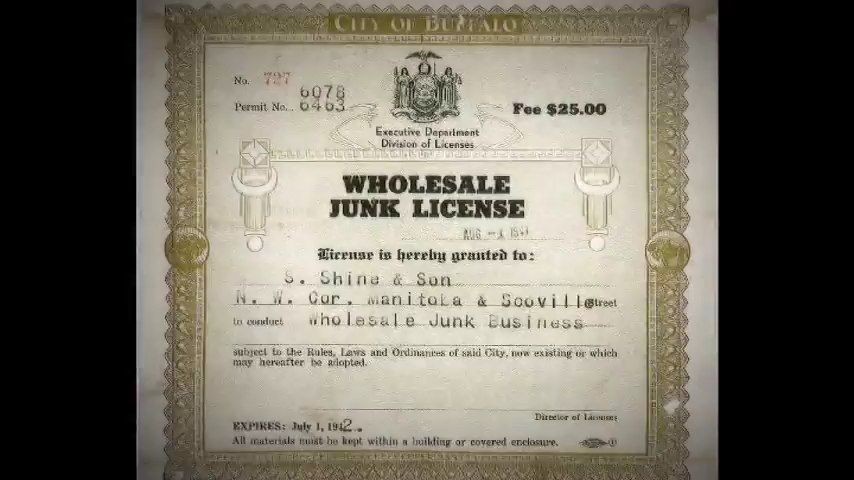 CITY OF BUFFALO
No. 727
6078
Permit No. 6463
Fee $25.00
Executive Department
Division of Licenses
WHOLESALE
JUNK LICENSE
AUG -1
License is hereby granted to:
S. Shine & Son
N. W. Cor. Manitoba & Scoville street
to conduct Wholesale Junk Business
subject to the Rules, Laws and Ordinances of said City, now existing or which
may hereafter be adopted.
Director of Licenses
EXPIRES: July 1, 1942.
All materials must be kept within a building or covered enclosure.